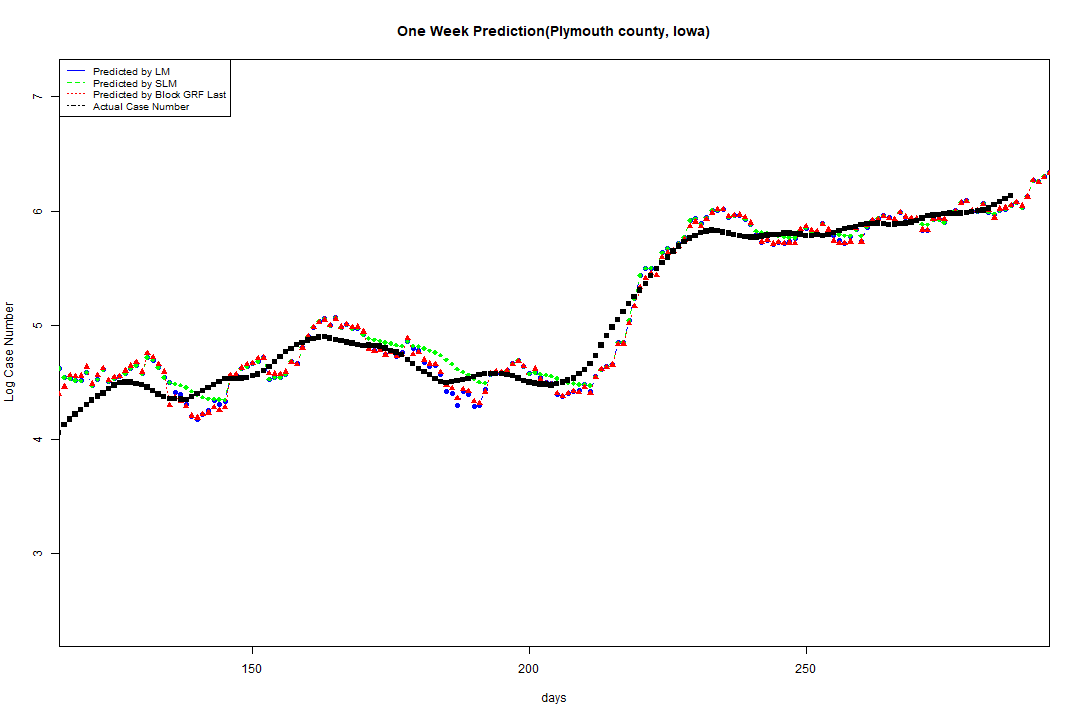 One Week Prediction(Plymouth county, Iowa)
Predicted by LM
Predicted by SLM
Predicted by Block GRF Last
Actual Case Number
7
6
5
4
3
Log Case Number
150
200
250
days